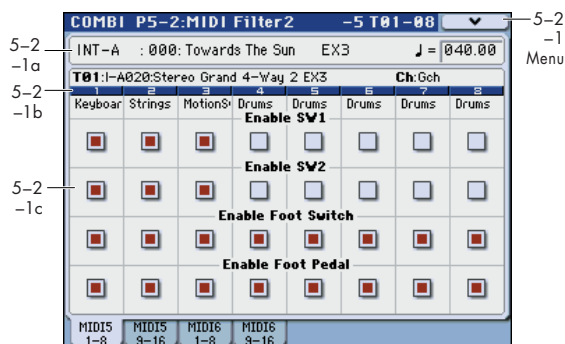 COMBI P5-2:MIDI Filter2 -5 T01-08
5-2
-1
Menu
5-2
-1a
INT-A : 000: Towards The Sun EX3 ♩ = 040.00
T01:I-A020:Stereo Grand 4-Way 2 EX3 Ch:Gch
5-2
-1b
1 2 3 4 5 6 7 8
Keyboar Strings MotionS Drums Drums Drums Drums Drums
Enable SW1
Enable SW2
5-2
-1c
Enable Foot Switch
Enable Foot Pedal
MIDI5 MIDI5 MIDI6 MIDI6
1-8 9-16 1-8 9-16